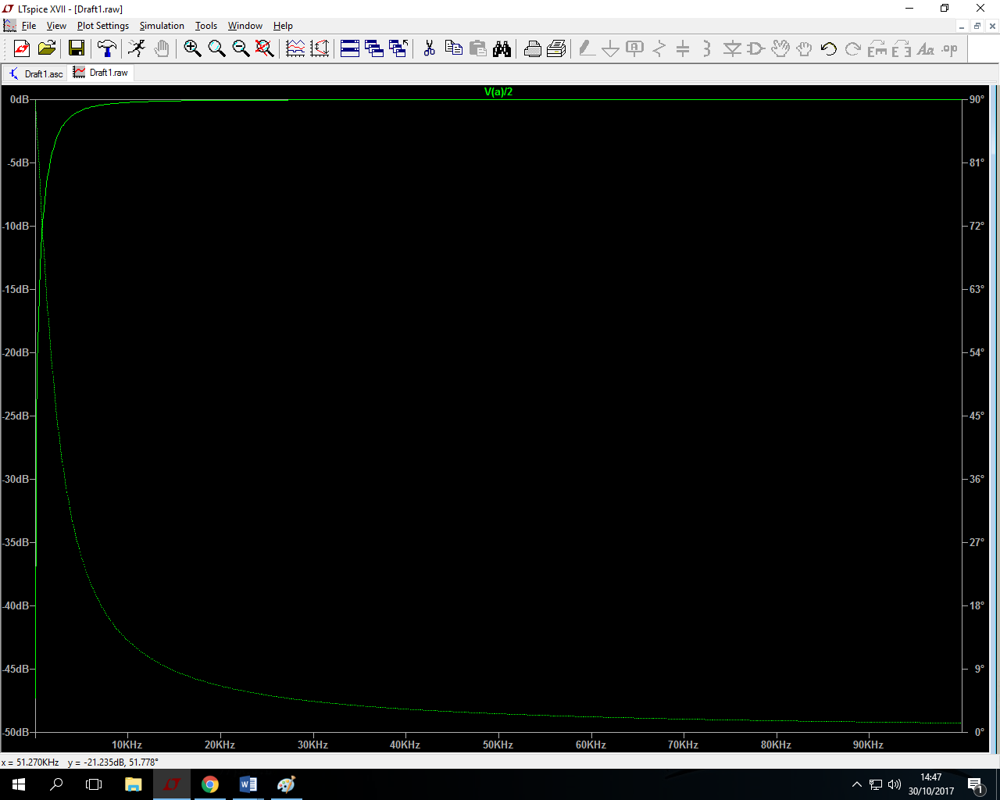 LTspice XVII - [Draft1.raw]
File View Plot Settings Simulation Tools Window Help
Draft1.asc Draft1.raw
V(a)/2
0dB 90°
-5dB 81°
-10dB 72°
-15dB 63°
-20dB 54°
-25dB 45°
-30dB 36°
-35dB 27°
-40dB 18°
-45dB 9°
-50dB 0°
10KHz 20KHz 30KHz 40KHz 50KHz 60KHz 70KHz 80KHz 90KHz
x = 51.270KHz y = -21.235dB, 51.778°
14:47
30/10/2017
1